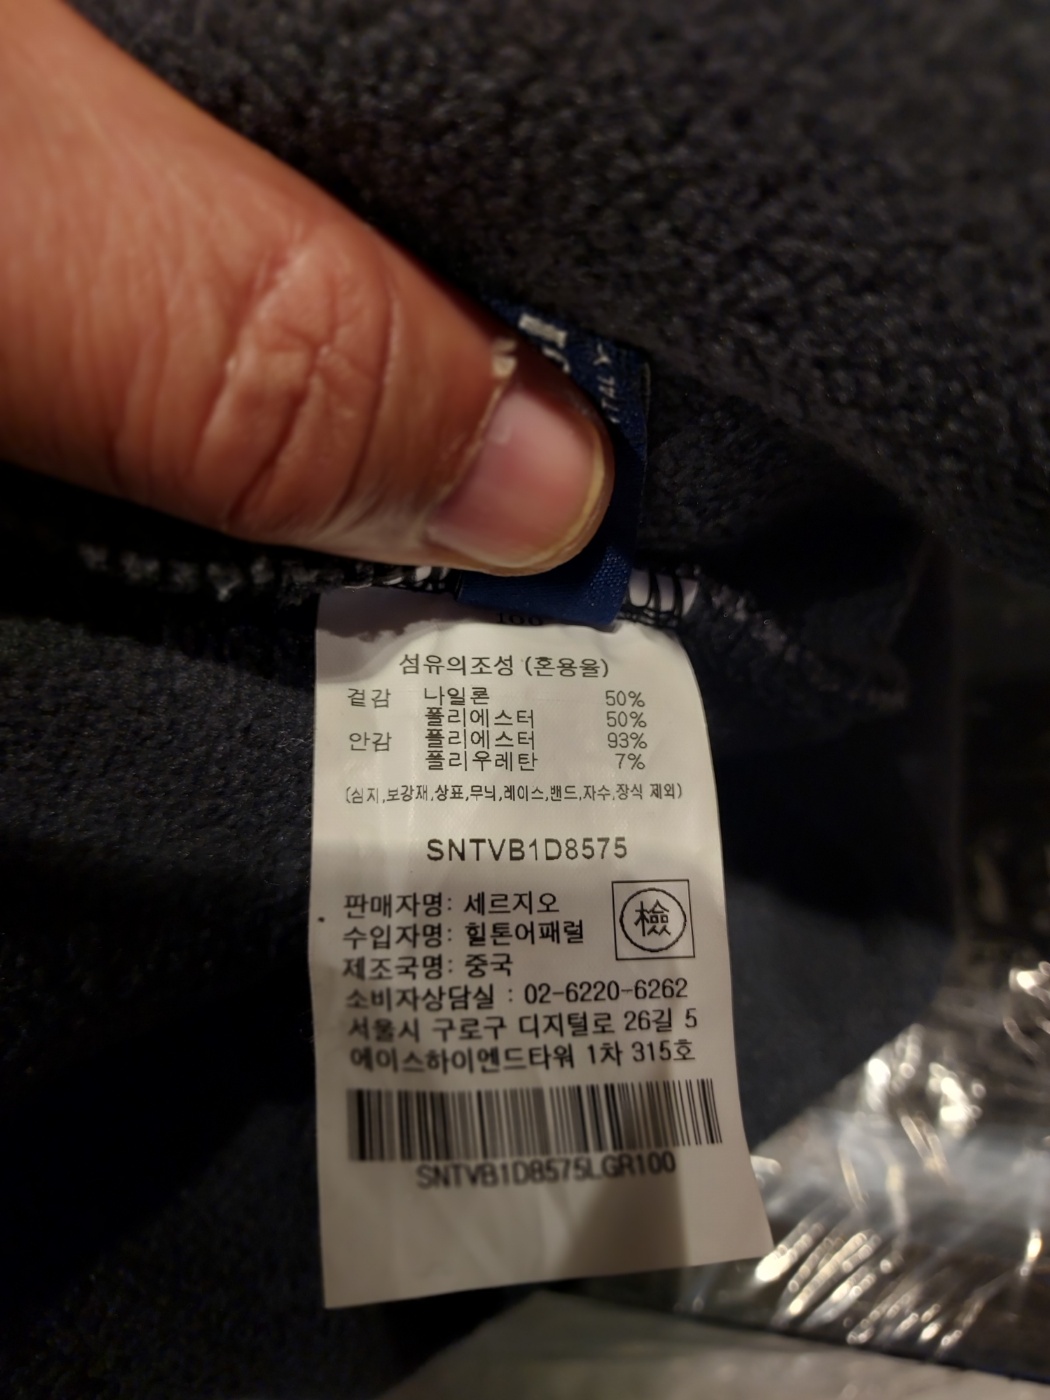 TALY
100
섬유의조성 (혼용율)
겉감 나일론 50%
폴리에스터 50%
안감 폴리에스터 93%
폴리우레탄 7%
(심지,보강재,상표,무늬,레이스,밴드,자수,장식 제외)
SNTVB1D8575
판매자명: 세르지오
檢
수입자명: 힐튼어패럴
제조국명: 중국
소비자상담실 : 02-6220-6262
서울시 구로구 디지털로 26길 5
에이스하이엔드타워 1차 315호
SNTVB1D8575LGR100